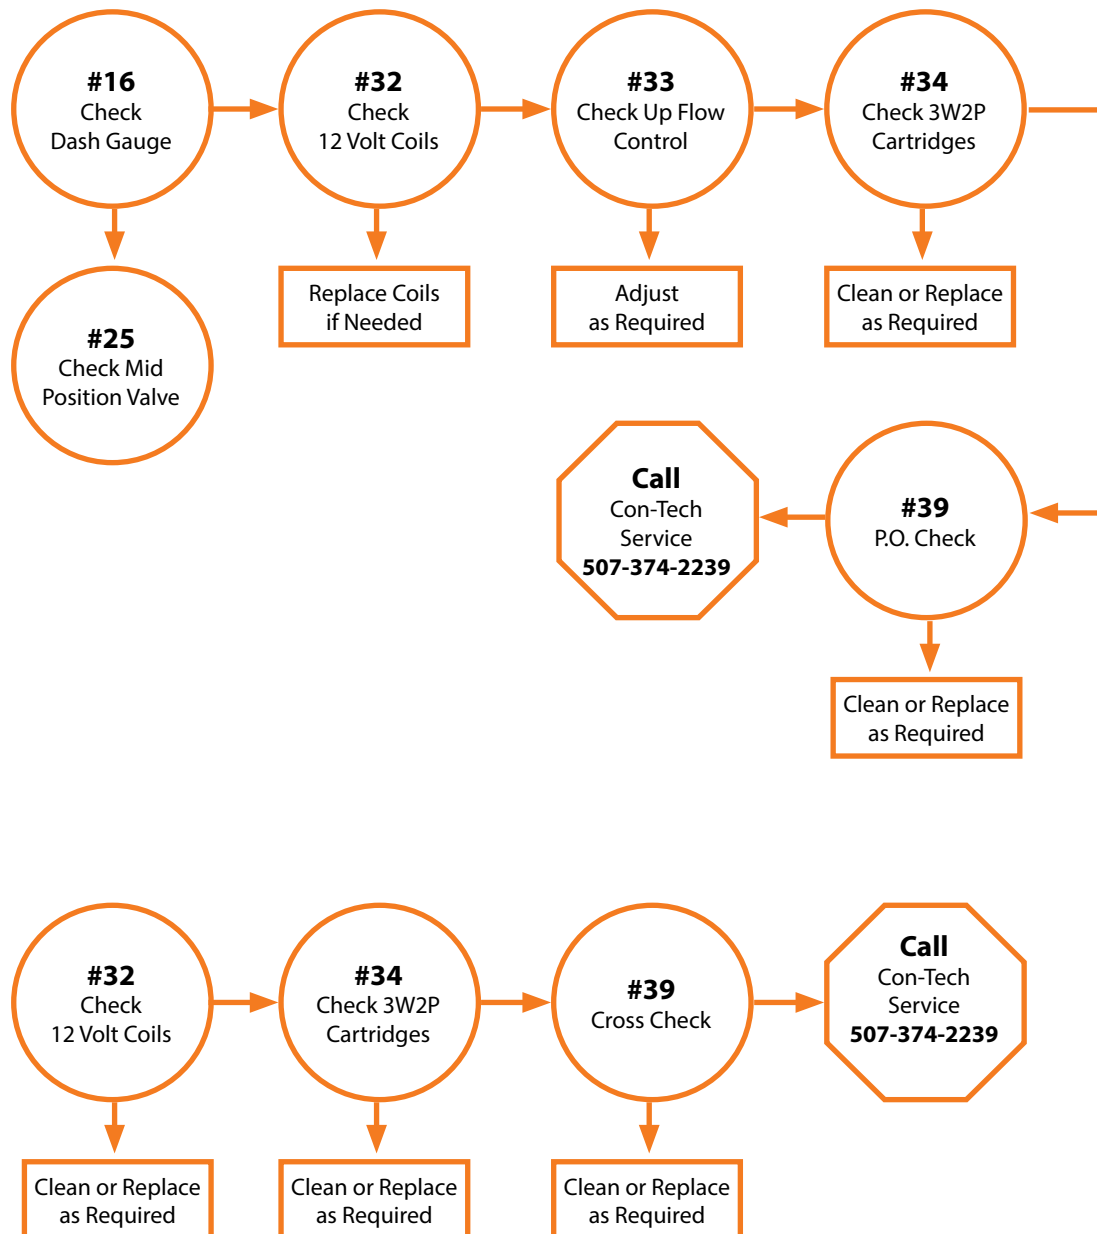 #16
Check
Dash Gauge
#32
Check
12 Volt Coils
#33
Check Up Flow
Control
#34
Check 3W2P
Cartridges
Replace Coils
if Needed
Adjust
as Required
Clean or Replace
as Required
#25
Check Mid
Position Valve
Call
Con-Tech
Service
507-374-2239
#39
P.O. Check
Clean or Replace
as Required
#32
Check
12 Volt Coils
#34
Check 3W2P
Cartridges
#39
Cross Check
Call
Con-Tech
Service
507-374-2239
Clean or Replace
as Required
Clean or Replace
as Required
Clean or Replace
as Required